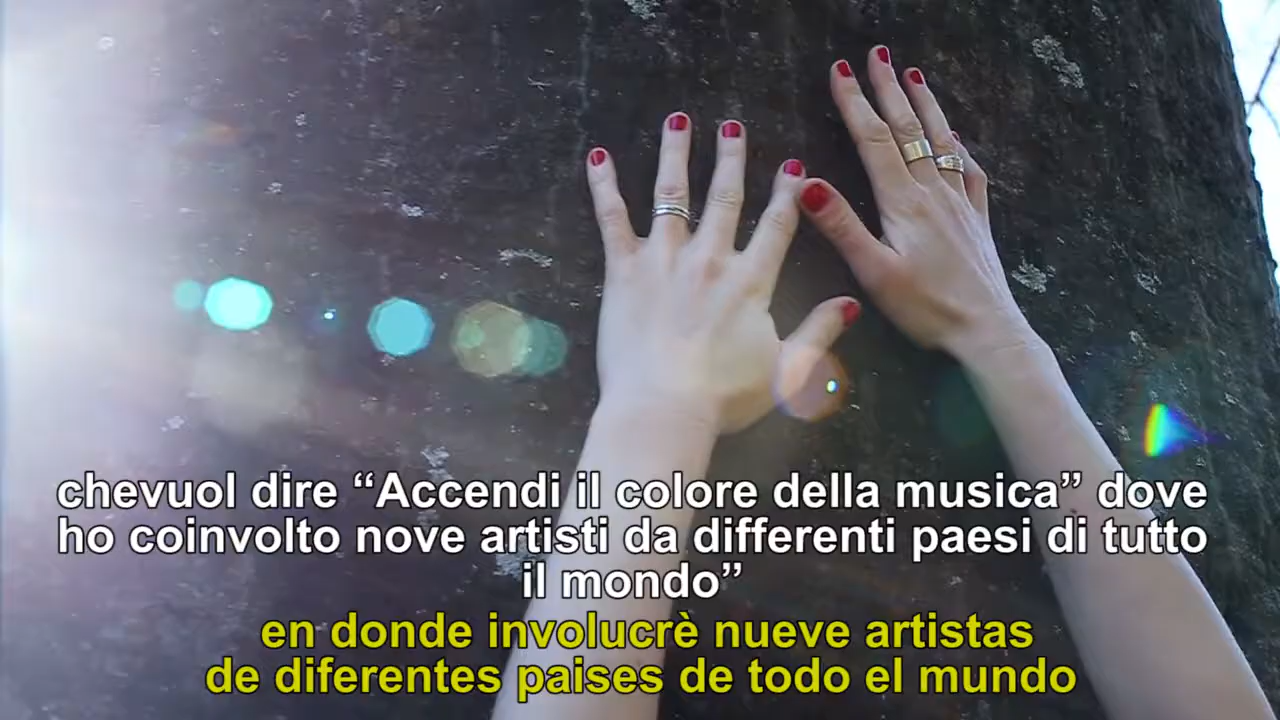 chevuol dire “Accendi il colore della musica” dove
ho coinvolto nove artisti da differenti paesi di tutto
il mondo”
en donde involucrè nueve artistas
de diferentes paises de todo el mundo